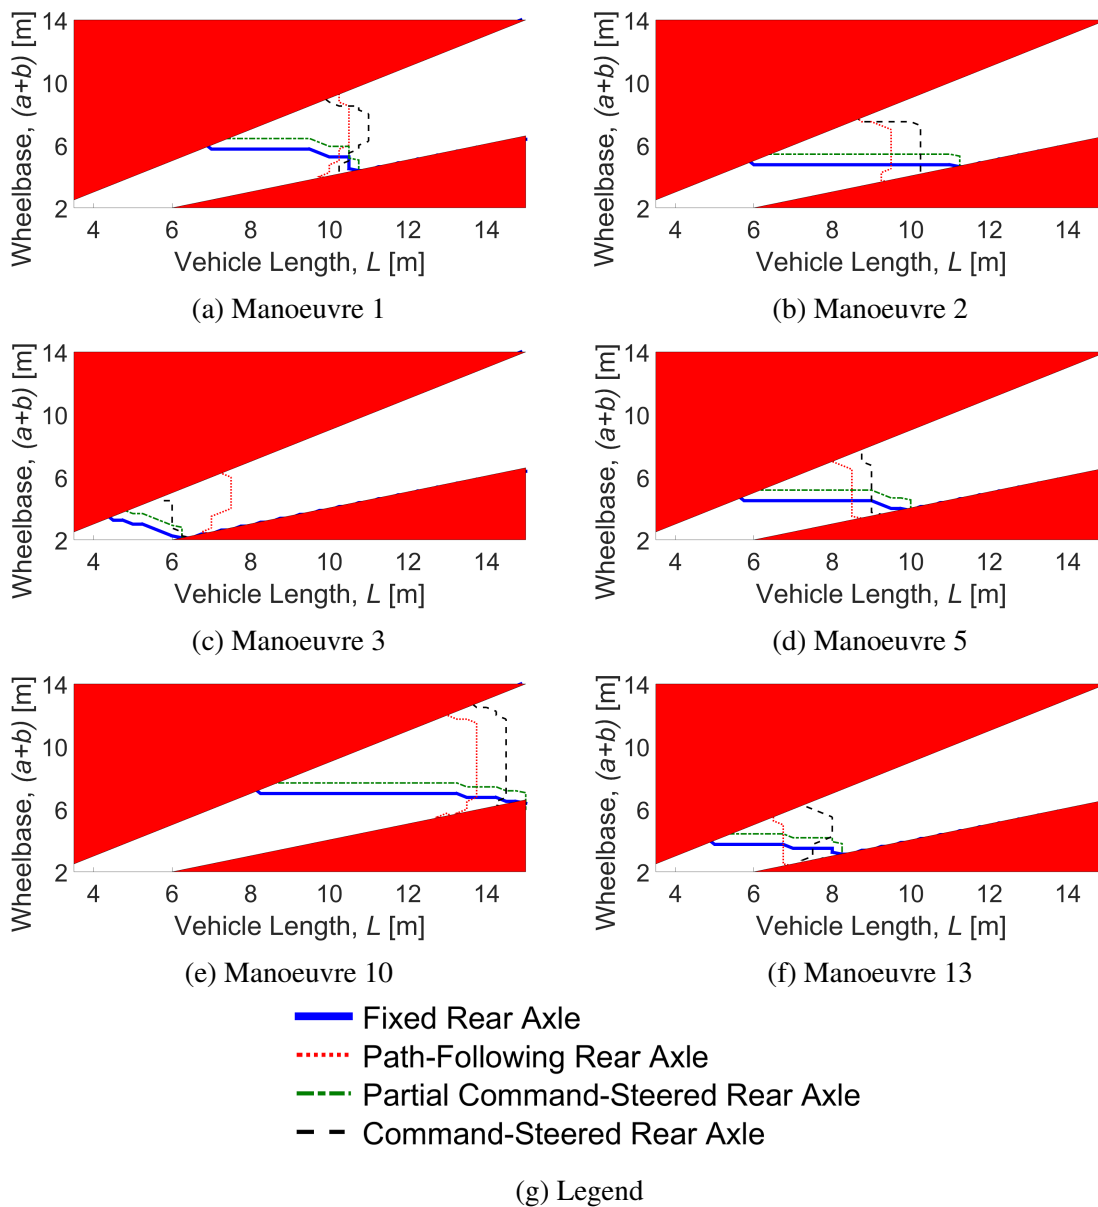 14
10
6
2
4 6 8 10 12 14
Wheelbase, (a+b) [m]
Vehicle Length, L [m]
(a) Manoeuvre 1
14
10
6
2
4 6 8 10 12 14
Wheelbase, (a+b) [m]
Vehicle Length, L [m]
(b) Manoeuvre 2
14
10
6
2
4 6 8 10 12 14
Wheelbase, (a+b) [m]
Vehicle Length, L [m]
(c) Manoeuvre 3
14
10
6
2
4 6 8 10 12 14
Wheelbase, (a+b) [m]
Vehicle Length, L [m]
(d) Manoeuvre 5
14
10
6
2
4 6 8 10 12 14
Wheelbase, (a+b) [m]
Vehicle Length, L [m]
(e) Manoeuvre 10
14
10
6
2
4 6 8 10 12 14
Wheelbase, (a+b) [m]
Vehicle Length, L [m]
(f) Manoeuvre 13
Fixed Rear Axle
Path-Following Rear Axle
Partial Command-Steered Rear Axle
Command-Steered Rear Axle
(g) Legend